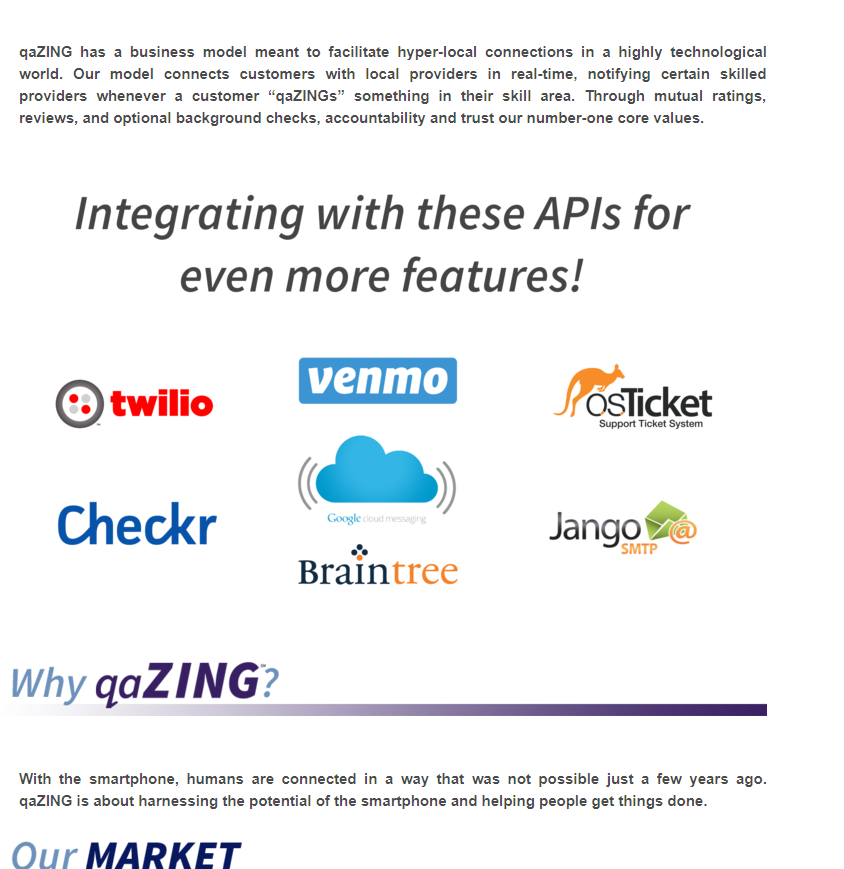 qaZING has a business model meant to facilitate hyper-local connections in a highly technological
world. Our model connects customers with local providers in real-time, notifying certain skilled
providers whenever a customer “qaZINGs” something in their skill area. Through mutual ratings,
reviews, and optional background checks, accountability and trust our number-one core values.
Integrating with these APIs for
even more features!
twilio
venmo
osTicket
Support Ticket System
Checkr
Google cloud messaging
Jango
SMTP
Braintree
Why qaZING℠?
With the smartphone, humans are connected in a way that was not possible just a few years ago.
qaZING is about harnessing the potential of the smartphone and helping people get things done.
Our MARKET